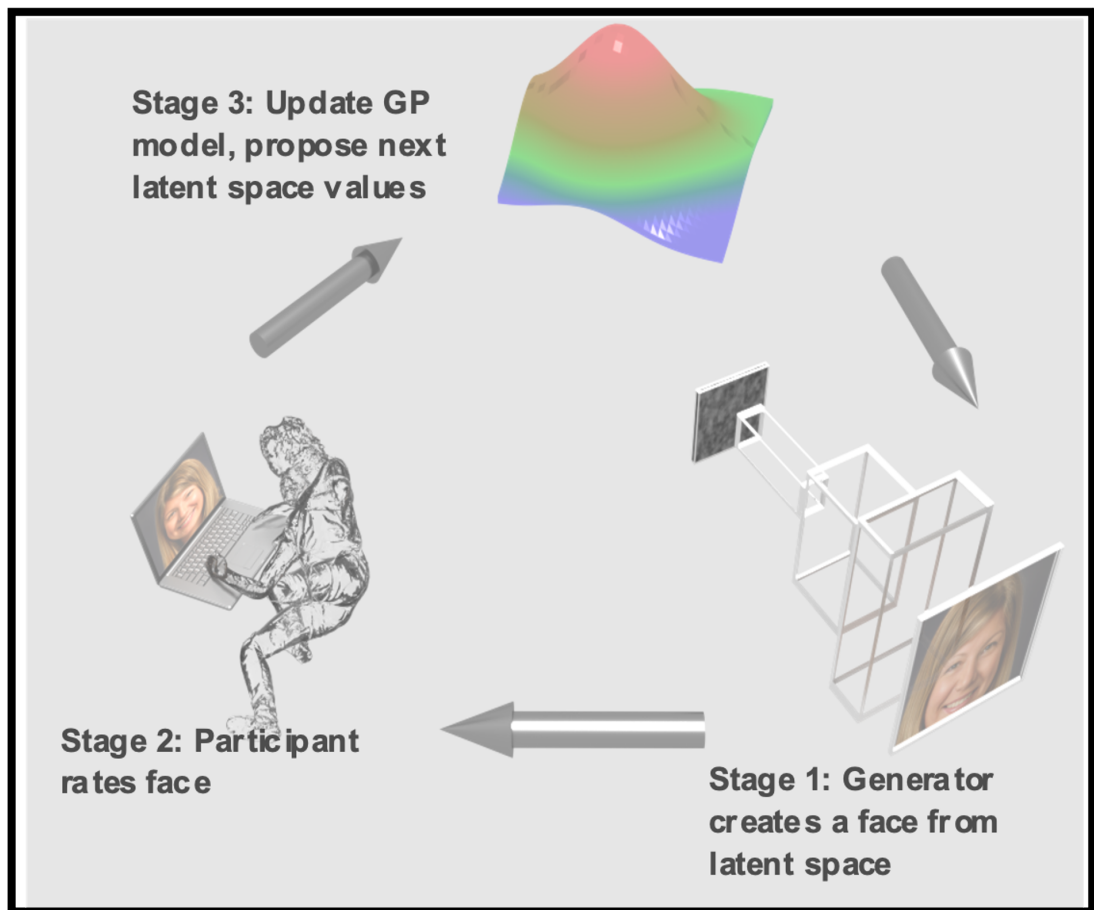 Stage 3: Update GP
model, propose next
latent space values
Stage 2: Participant
rates face
Stage 1: Generator
creates a face from
latent space